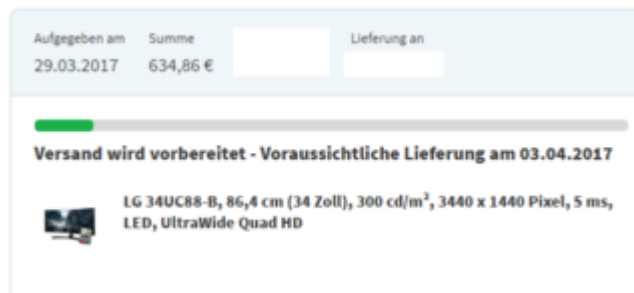 Aufgegeben am Summe Lieferung an
29.03.2017 634,86 €
Versand wird vorbereitet - Voraussichtliche Lieferung am 03.04.2017
LG 34UC88-B, 86,4 cm (34 Zoll), 300 cd/m², 3440 x 1440 Pixel, 5 ms,
LED, UltraWide Quad HD